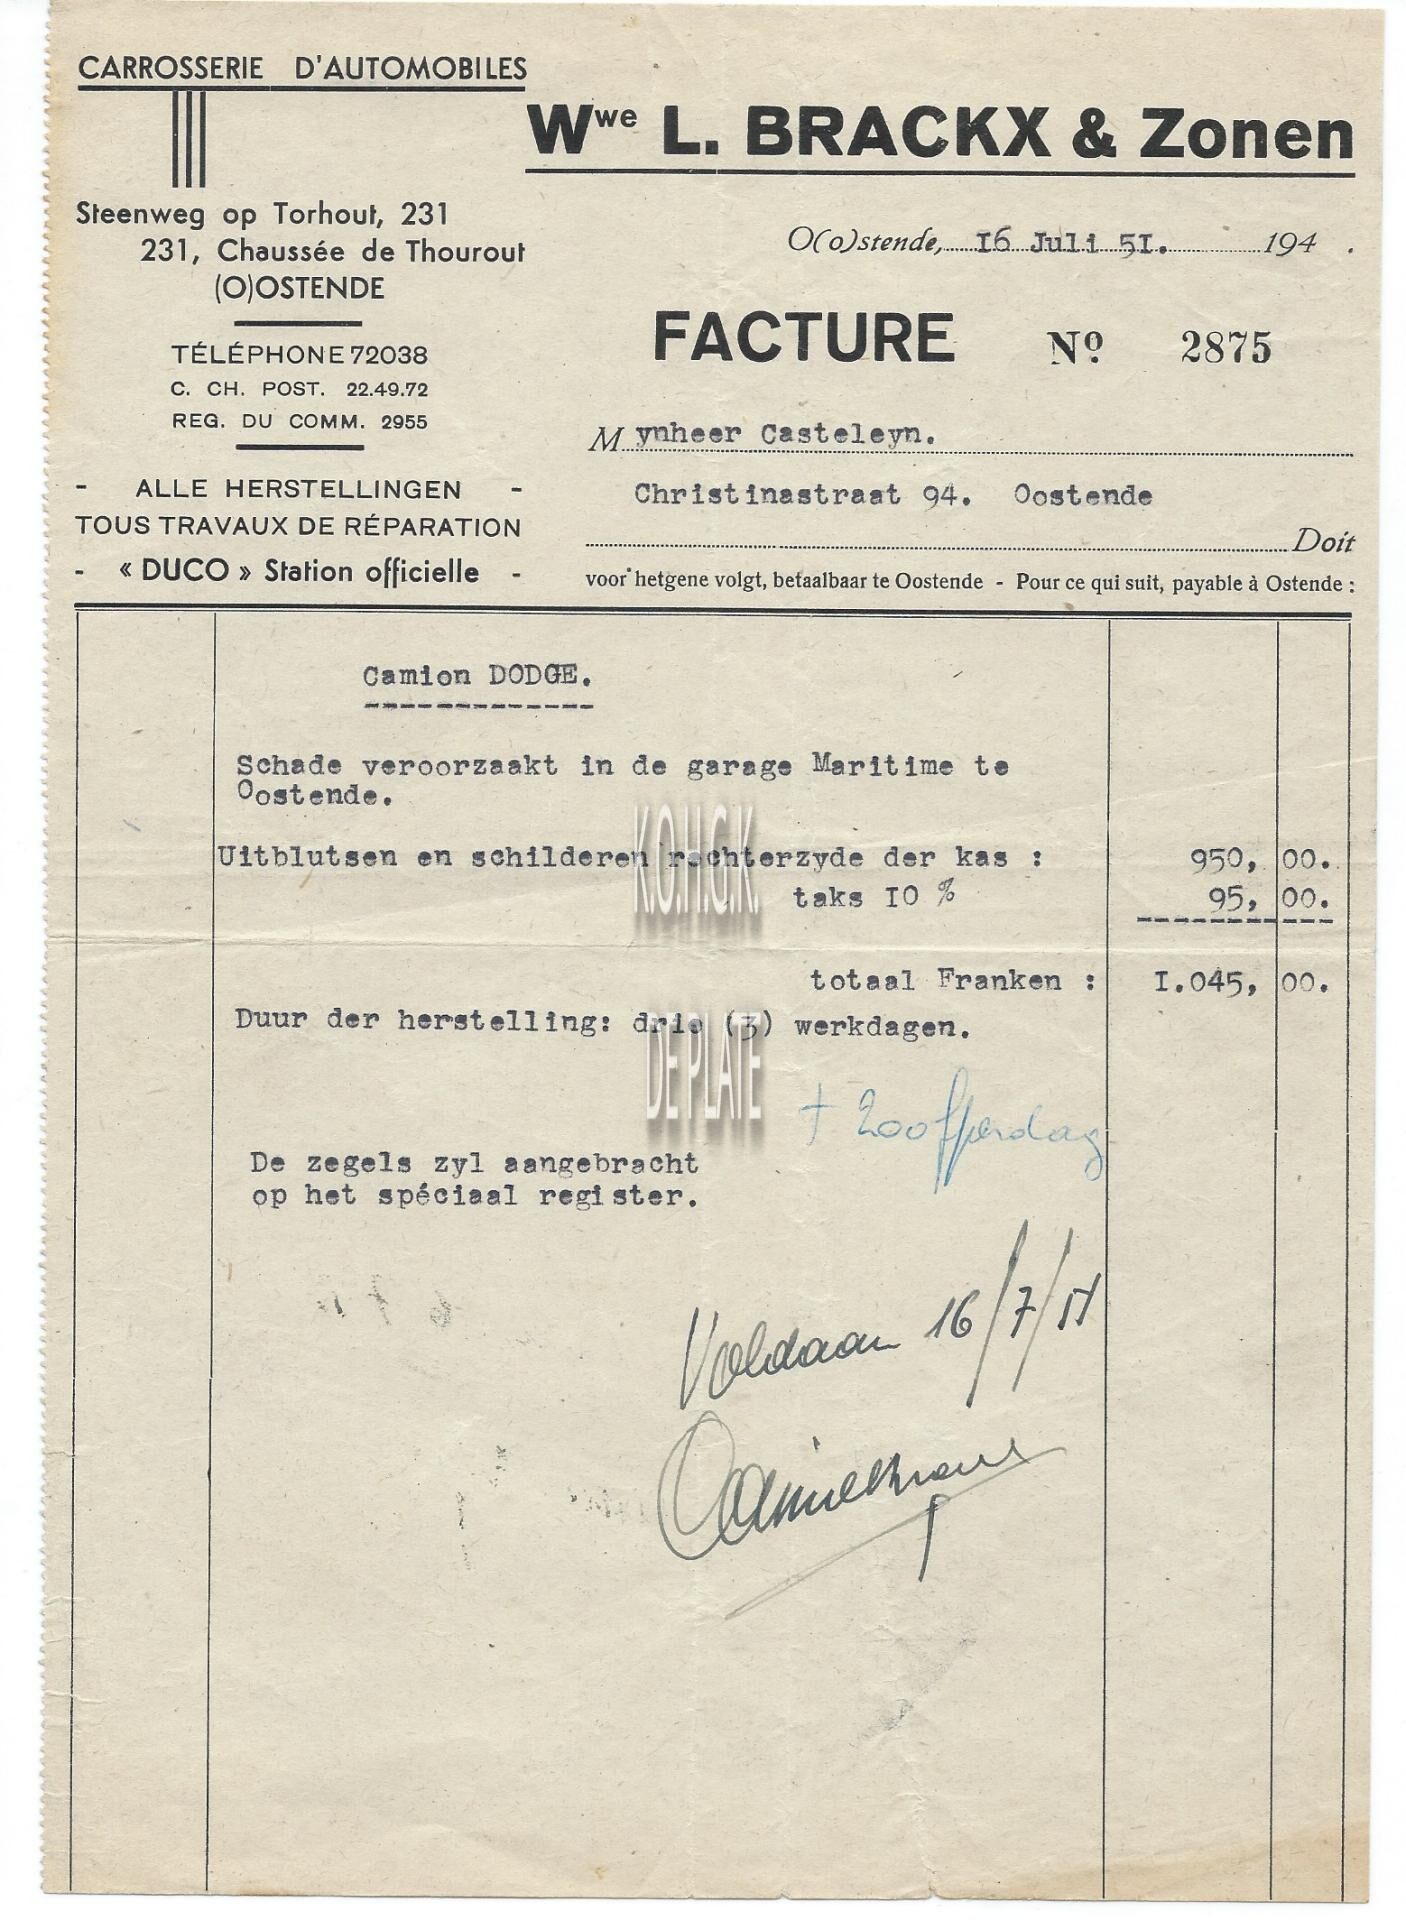 CARROSSERIE D'AUTOMOBILES
Wwe L. BRACKX & Zonen
Steenweg op Torhout, 231
231, Chaussée de Thourout
(O)OSTENDE
TÉLÉPHONE 72038
C. CH. POST. 22.49.72
REG. DU COMM. 2955
- ALLE HERSTELLINGEN -
TOUS TRAVAUX DE RÉPARATION
- « DUCO » Station officielle -
O(o)stende, 16 Juli 51. 194 .
FACTURE Nº 2875
Mynheer Casteleyn.
Christinastraat 94. Oostende
Doit
voor hetgene volgt, betaalbaar te Oostende - Pour ce qui suit, payable à Ostende :
Camion DODGE.
Schade veroorzaakt in de garage Maritime te
Oostende.
Uitblutsen en schilderen rechterzyde der kas : 950,00.
taks 10 % 95,00.
totaal Franken : 1.045,00.
Duur der herstelling: drie (3) werkdagen.
+ 200 fr per dag
De zegels zyl aangebracht
op het spéciaal register.
Voldaan 16/7/51
K.O.H.G.K.
DE PLATE